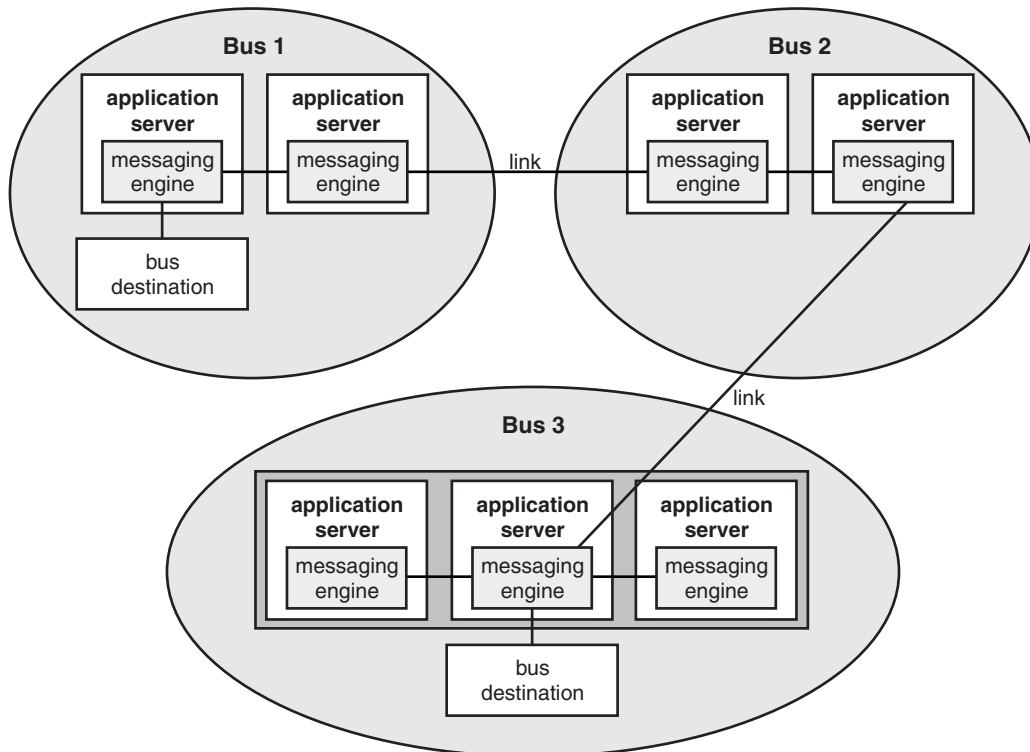 Bus 1
application
server
messaging
engine
application
server
messaging
engine
bus
destination
link
Bus 2
application
server
messaging
engine
application
server
messaging
engine
link
Bus 3
application
server
messaging
engine
application
server
messaging
engine
application
server
messaging
engine
bus
destination